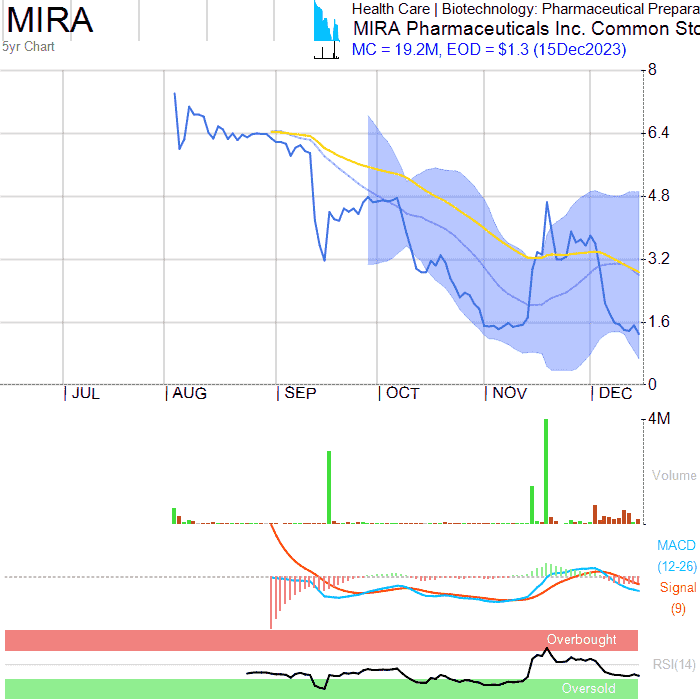 MIRA
5yr Chart
Health Care | Biotechnology: Pharmaceutical Prepara
MIRA Pharmaceuticals Inc. Common Sto
MC = 19.2M, EOD = $1.3 (15Dec2023)
8
6.4
4.8
3.2
1.6
0
JUL AUG SEP OCT NOV DEC
4M
Volume
MACD
(12-26)
Signal
(9)
Overbought
RSI(14)
Oversold